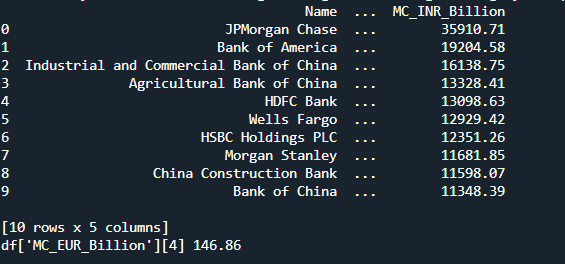 Name ... MC_INR_Billion
0 JPMorgan Chase ... 35910.71
1 Bank of America ... 19204.58
2 Industrial and Commercial Bank of China ... 16138.75
3 Agricultural Bank of China ... 13328.41
4 HDFC Bank ... 13098.63
5 Wells Fargo ... 12929.42
6 HSBC Holdings PLC ... 12351.26
7 Morgan Stanley ... 11681.85
8 China Construction Bank ... 11598.07
9 Bank of China ... 11348.39
[10 rows x 5 columns]
df['MC_EUR_Billion'][4] 146.86